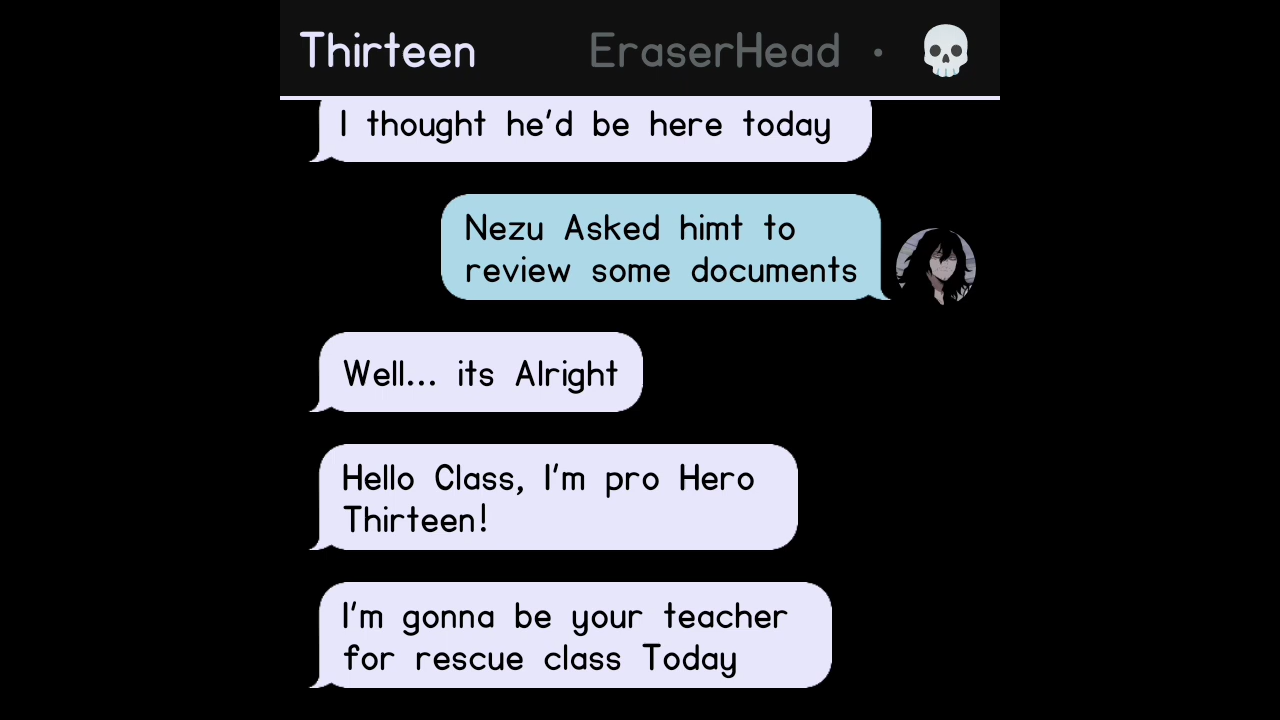 Thirteen
EraserHead
I thought he'd be here today
Nezu Asked himt to
review some documents
Well... its Alright
Hello Class, I'm pro Hero
Thirteen!
I'm gonna be your teacher
for rescue class Today